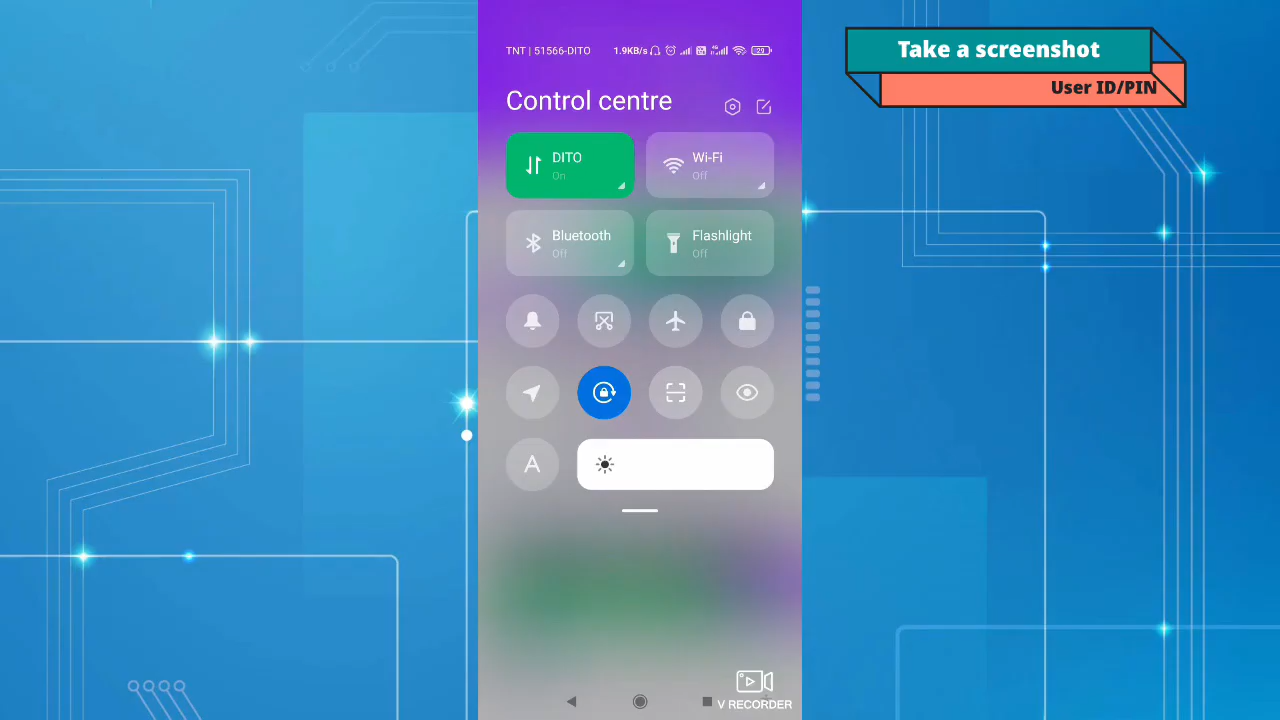 TNT | 51566-DITO
1.9KB/s
29
Take a screenshot
User ID/PIN
Control centre
DITO
On
Wi-Fi
Off
Bluetooth
Off
Flashlight
Off
A
V RECORDER